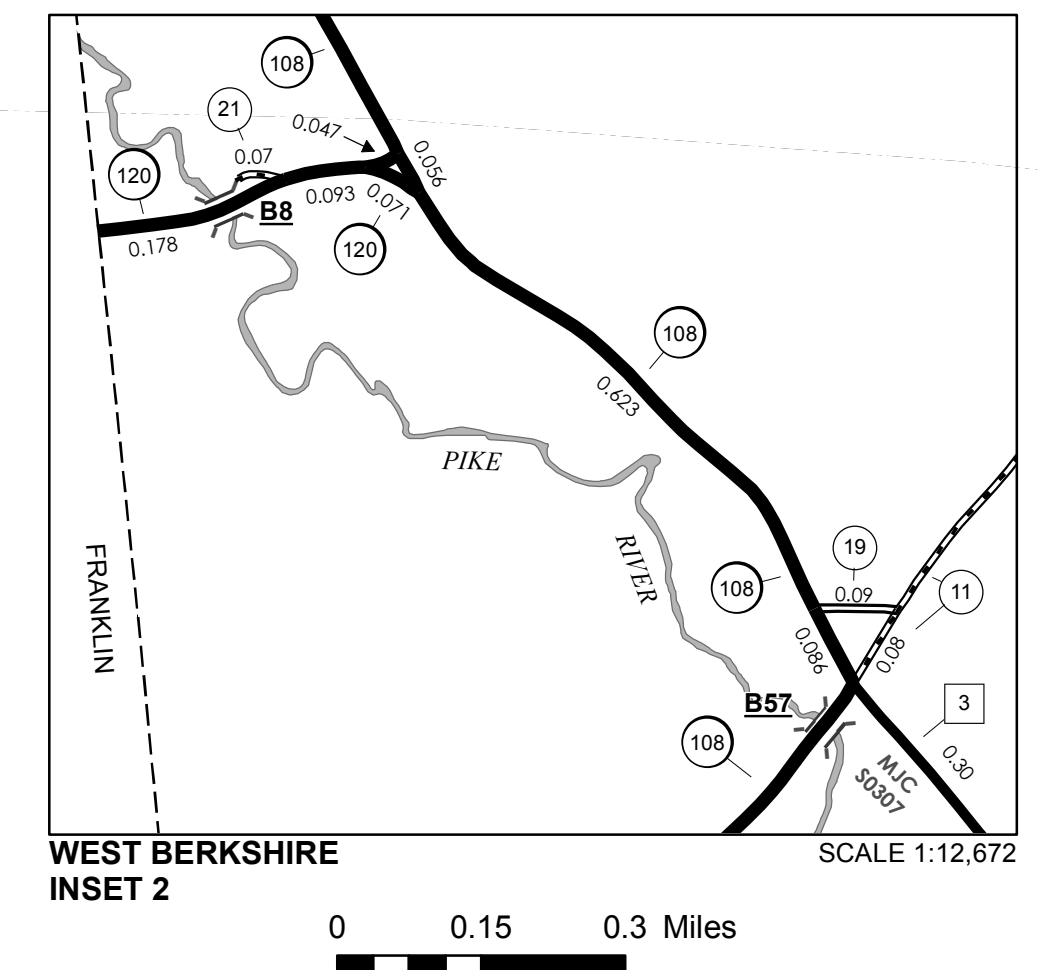 108
21
0.047
0.056
0.07
120
0.093
0.071
B8
120
0.178
108
0.623
PIKE
RIVER
FRANKLIN
108
19
0.09
11
0.086
0.08
B57
3
108
0.30
MJC
S0307
WEST BERKSHIRE
INSET 2
SCALE 1:12,672
0 0.15 0.3 Miles